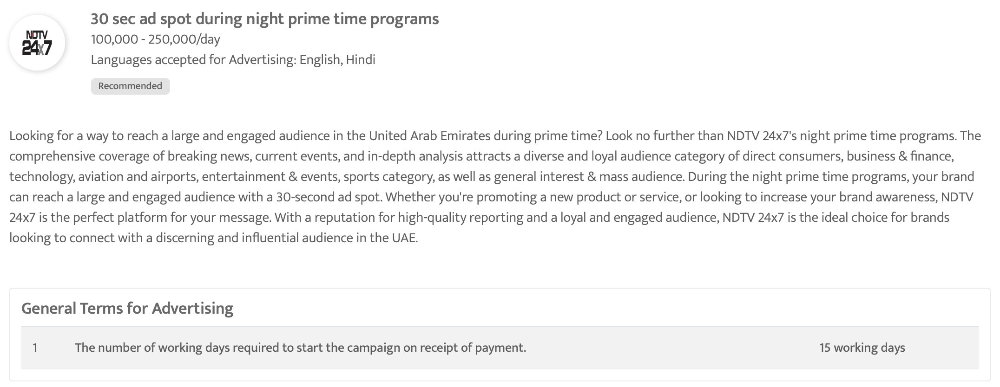 NDTV
24x7
30 sec ad spot during night prime time programs
100,000 - 250,000/day
Languages accepted for Advertising: English, Hindi
Recommended
Looking for a way to reach a large and engaged audience in the United Arab Emirates during prime time? Look no further than NDTV 24x7's night prime time programs. The
comprehensive coverage of breaking news, current events, and in-depth analysis attracts a diverse and loyal audience category of direct consumers, business & finance,
technology, aviation and airports, entertainment & events, sports category, as well as general interest & mass audience. During the night prime time programs, your brand
can reach a large and engaged audience with a 30-second ad spot. Whether you're promoting a new product or service, or looking to increase your brand awareness, NDTV
24x7 is the perfect platform for your message. With a reputation for high-quality reporting and a loyal and engaged audience, NDTV 24x7 is the ideal choice for brands
looking to connect with a discerning and influential audience in the UAE.
General Terms for Advertising
1 The number of working days required to start the campaign on receipt of payment. 15 working days